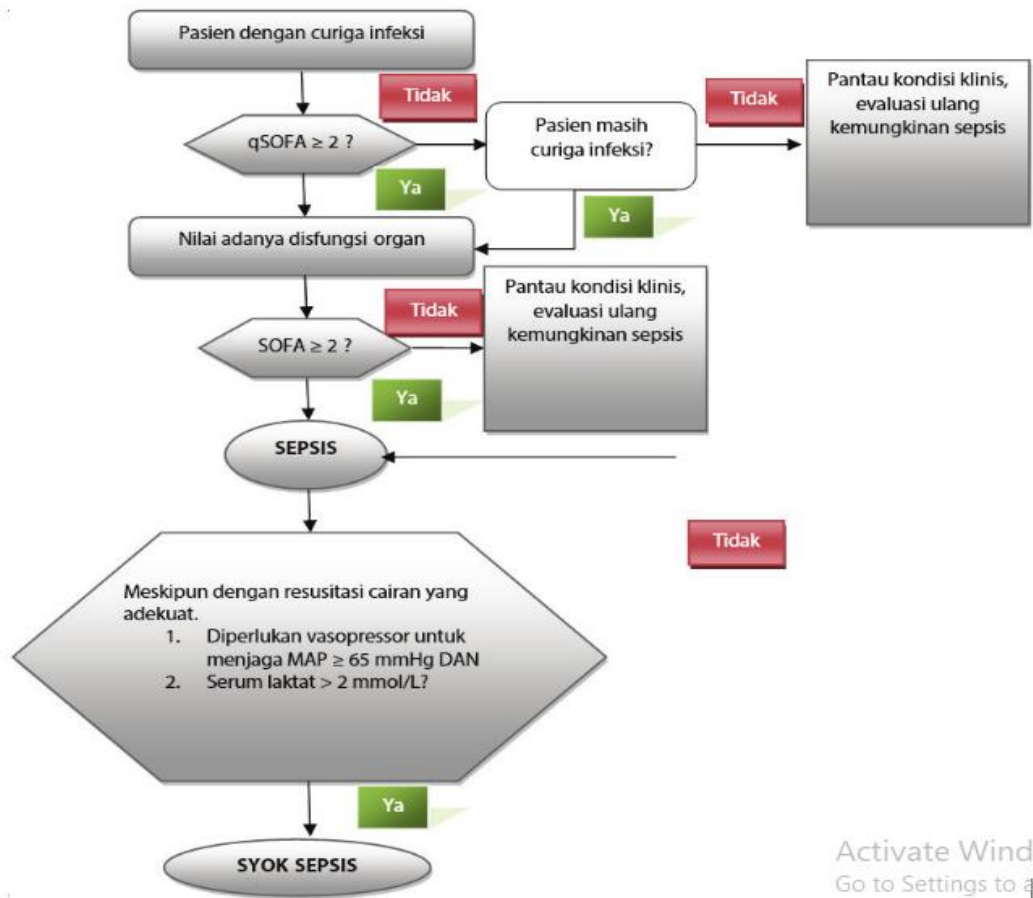 Pasien dengan curiga infeksi
Tidak
qSOFA ≥ 2 ?
Pasien masih
curiga infeksi?
Tidak
Pantau kondisi klinis,
evaluasi ulang
kemungkinan sepsis
Ya
Ya
Nilai adanya disfungsi organ
Tidak
SOFA ≥ 2 ?
Pantau kondisi klinis,
evaluasi ulang
kemungkinan sepsis
Ya
SEPSIS
Tidak
Meskipun dengan resusitasi cairan yang
adekuat.
1. Diperlukan vasopressor untuk
menjaga MAP ≥ 65 mmHg DAN
2. Serum laktat > 2 mmol/L?
Ya
SYOK SEPSIS
Activate Wind
Go to Settings to a